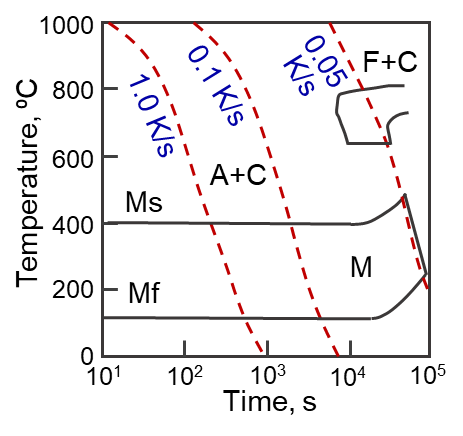 1000
800
600
400
200
0
Temperature, ºC
1.0 K/s
0.1 K/s
0.05
K/s
F+C
A+C
Ms
M
Mf
10¹
10²
10³
10⁴
10⁵
Time, s